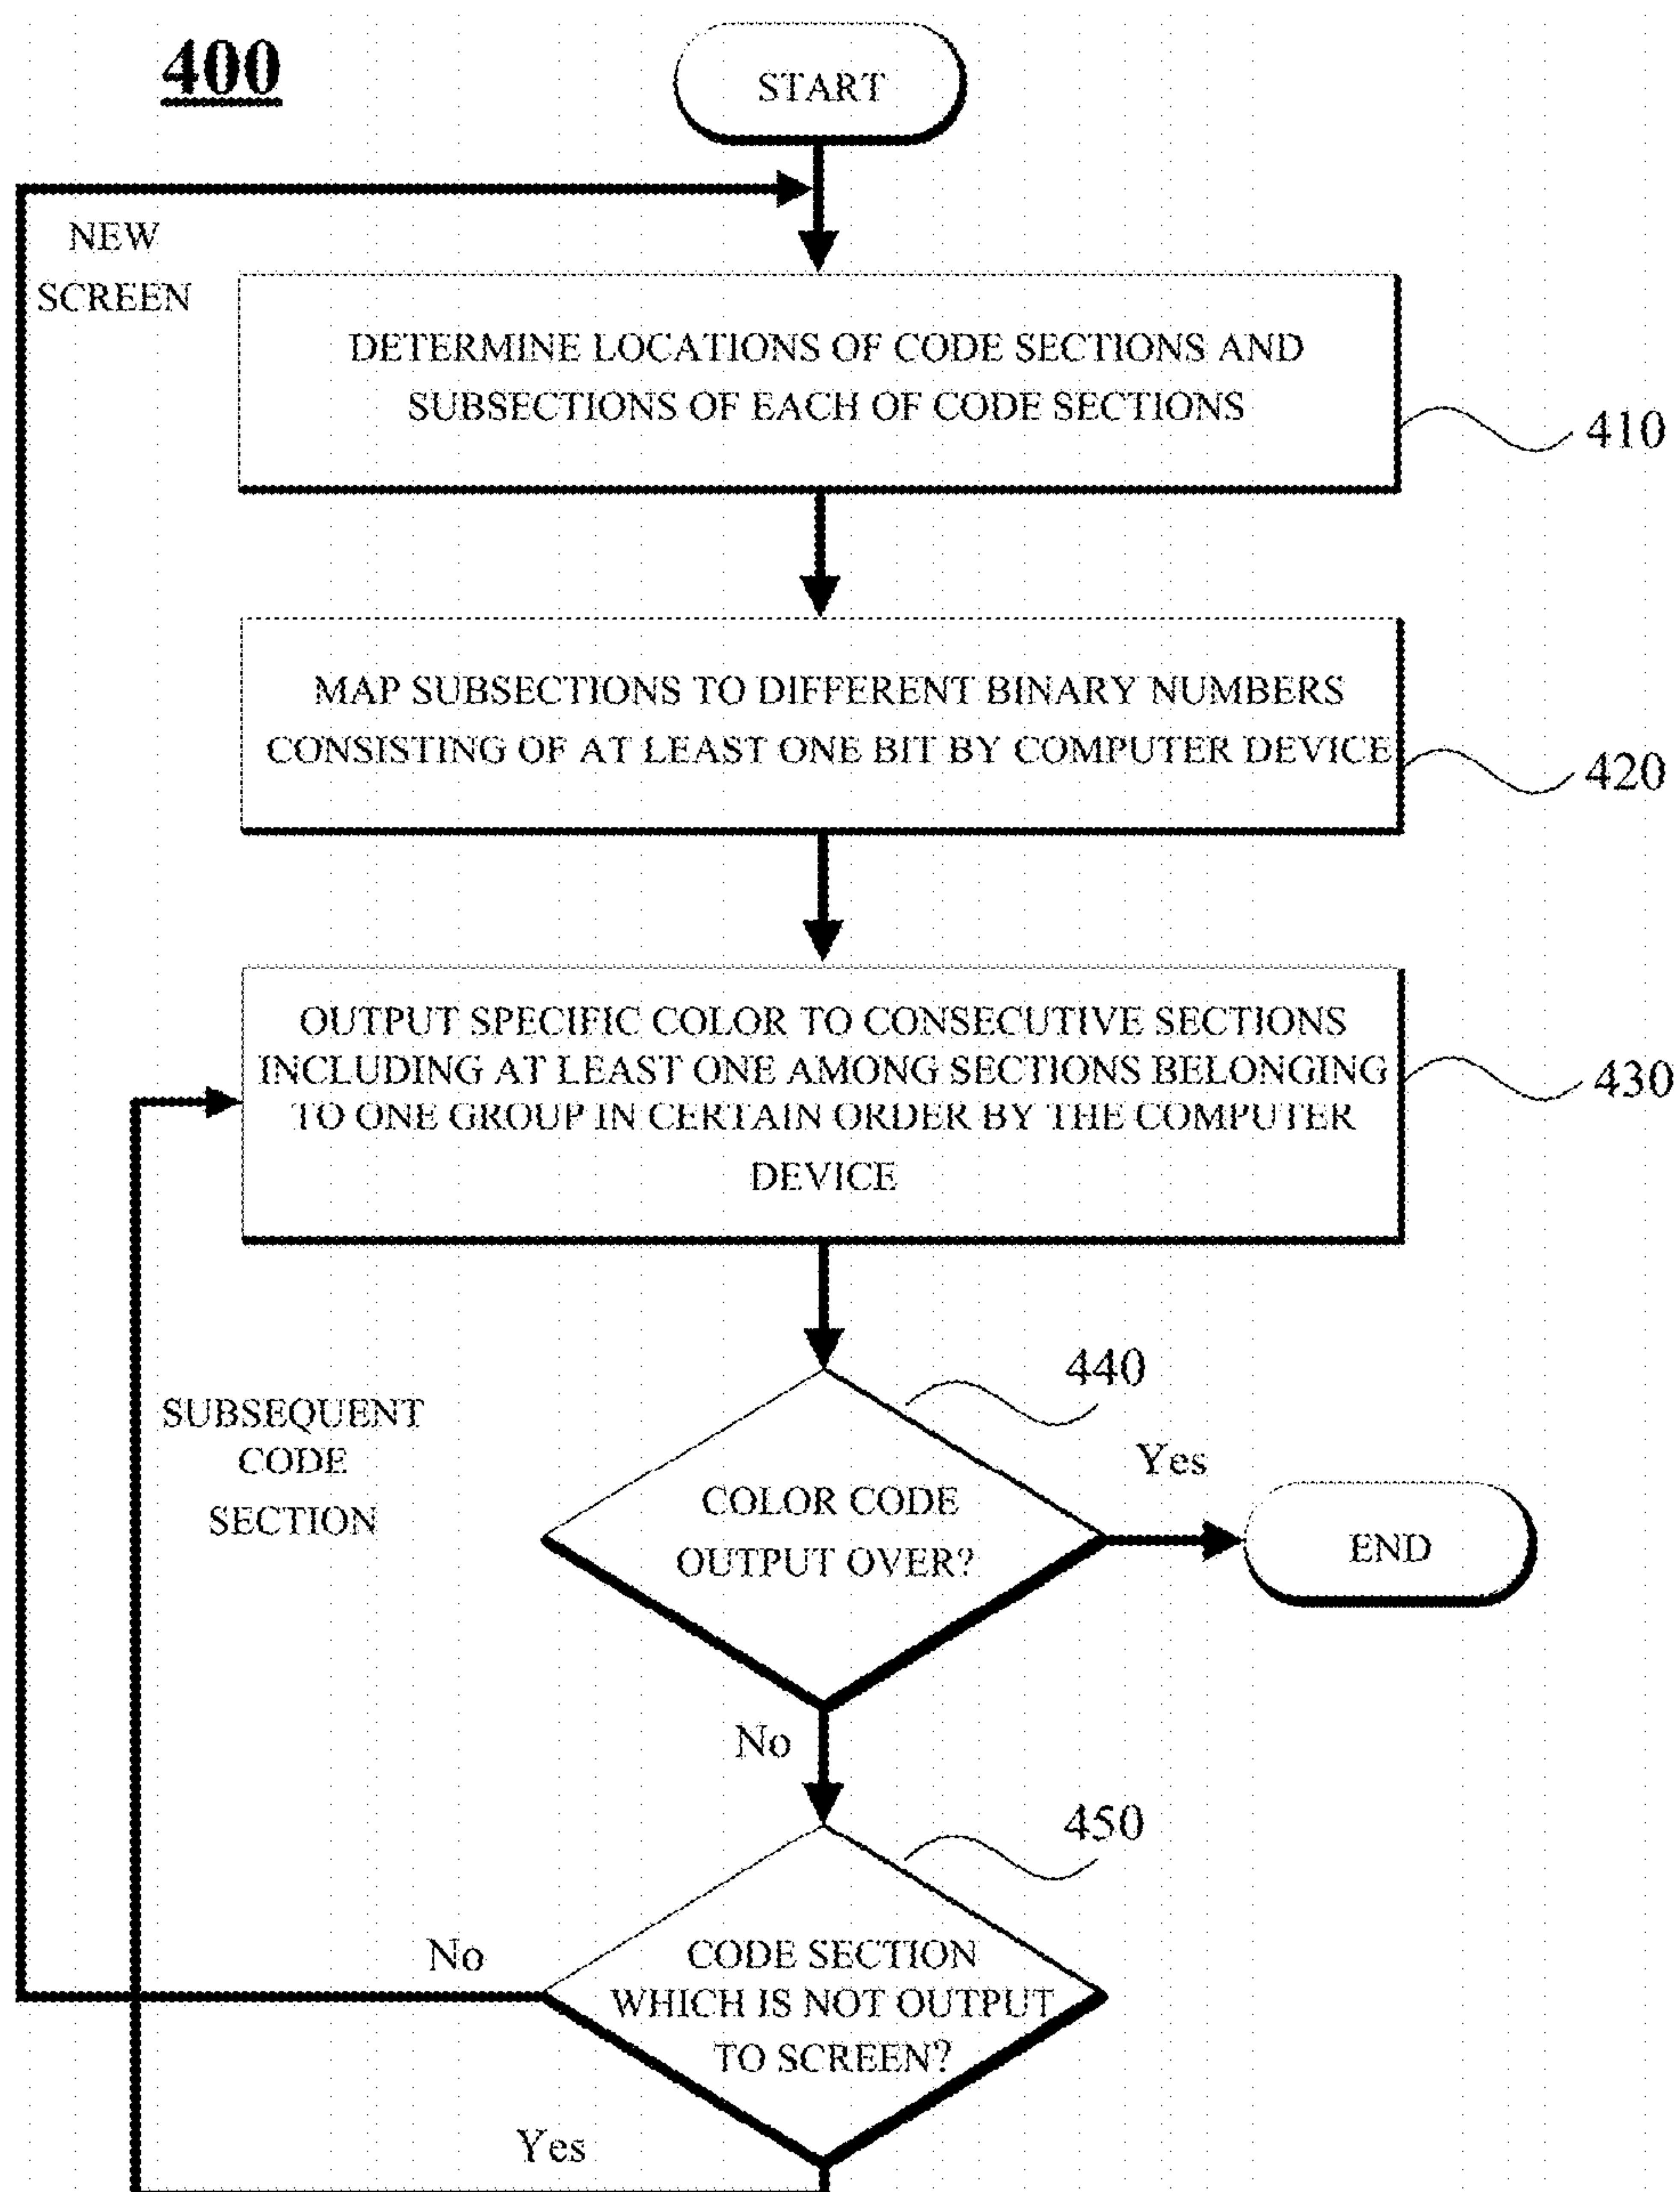 400
START
NEW
SCREEN
DETERMINE LOCATIONS OF CODE SECTIONS AND
SUBSECTIONS OF EACH OF CODE SECTIONS
410
MAP SUBSECTIONS TO DIFFERENT BINARY NUMBERS
CONSISTING OF AT LEAST ONE BIT BY COMPUTER DEVICE
420
OUTPUT SPECIFIC COLOR TO CONSECUTIVE SECTIONS
INCLUDING AT LEAST ONE AMONG SECTIONS BELONGING
TO ONE GROUP IN CERTAIN ORDER BY THE COMPUTER
DEVICE
430
440
SUBSEQUENT
CODE
SECTION
COLOR CODE
OUTPUT OVER?
Yes
END
No
450
No
CODE SECTION
WHICH IS NOT OUTPUT
TO SCREEN?
Yes